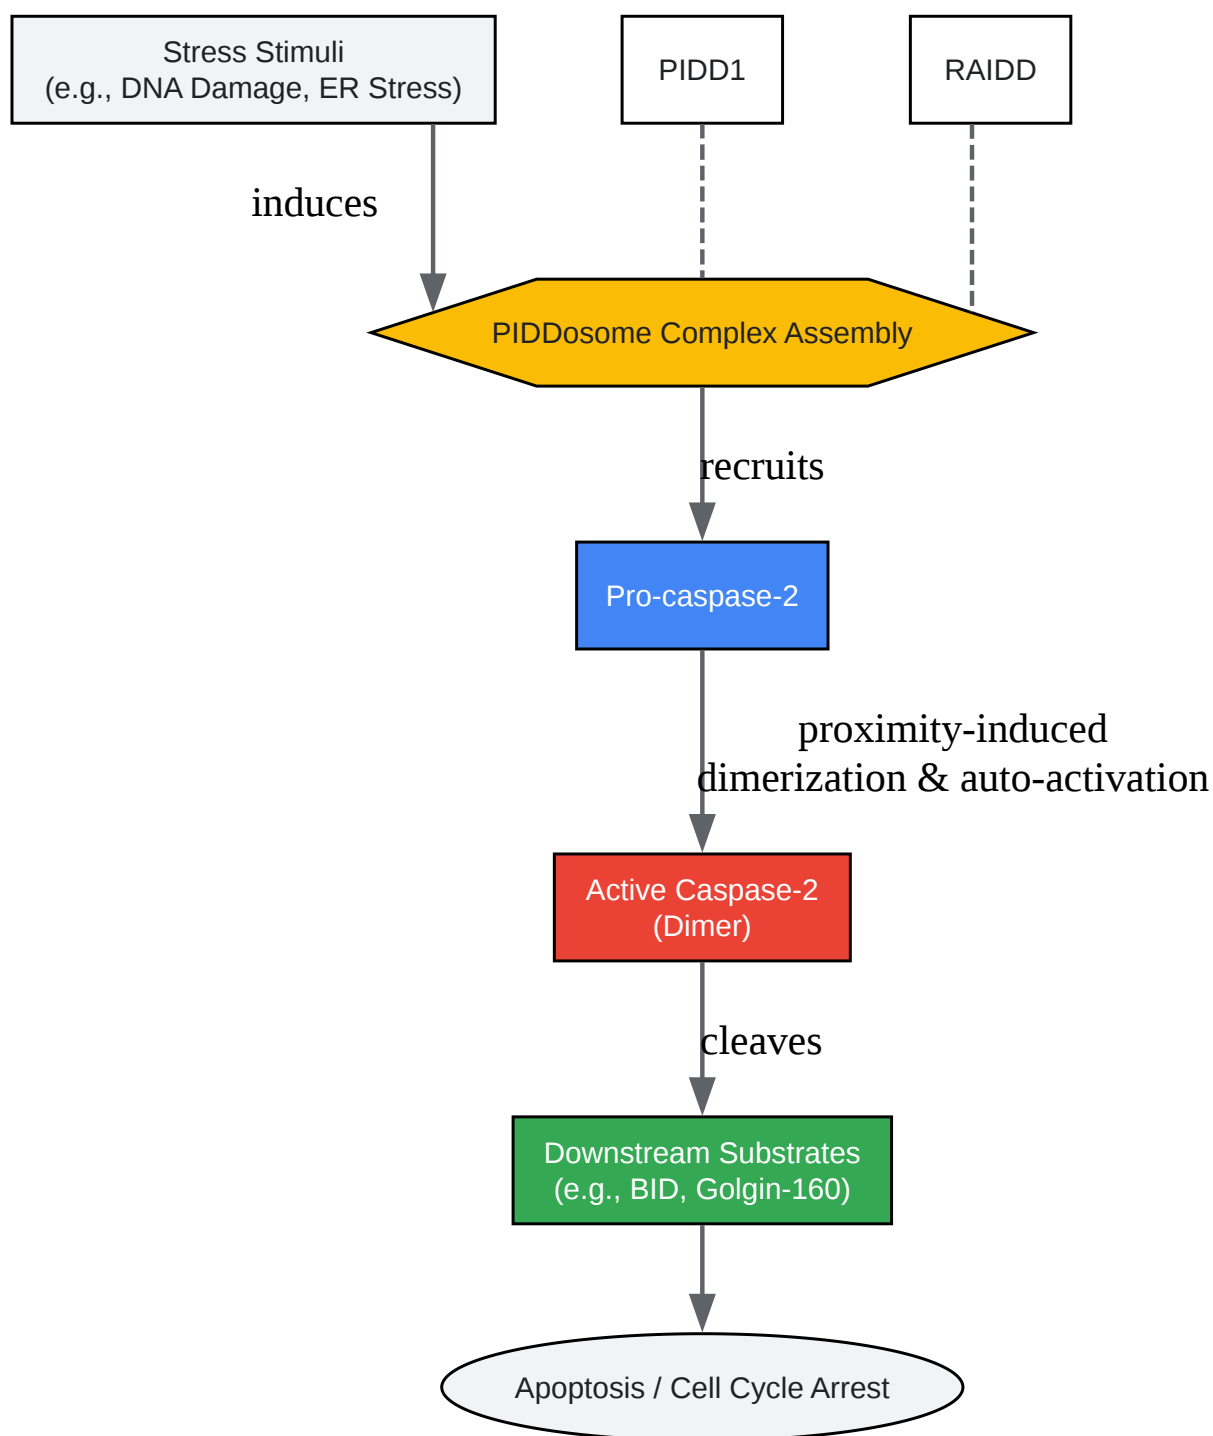 Stress Stimuli
(e.g., DNA Damage, ER Stress)
PIDD1
RAIDD
induces
PIDDosome Complex Assembly
recruits
Pro-caspase-2
proximity-induced
dimerization & auto-activation
Active Caspase-2
(Dimer)
cleaves
Downstream Substrates
(e.g., BID, Golgin-160)
Apoptosis / Cell Cycle Arrest